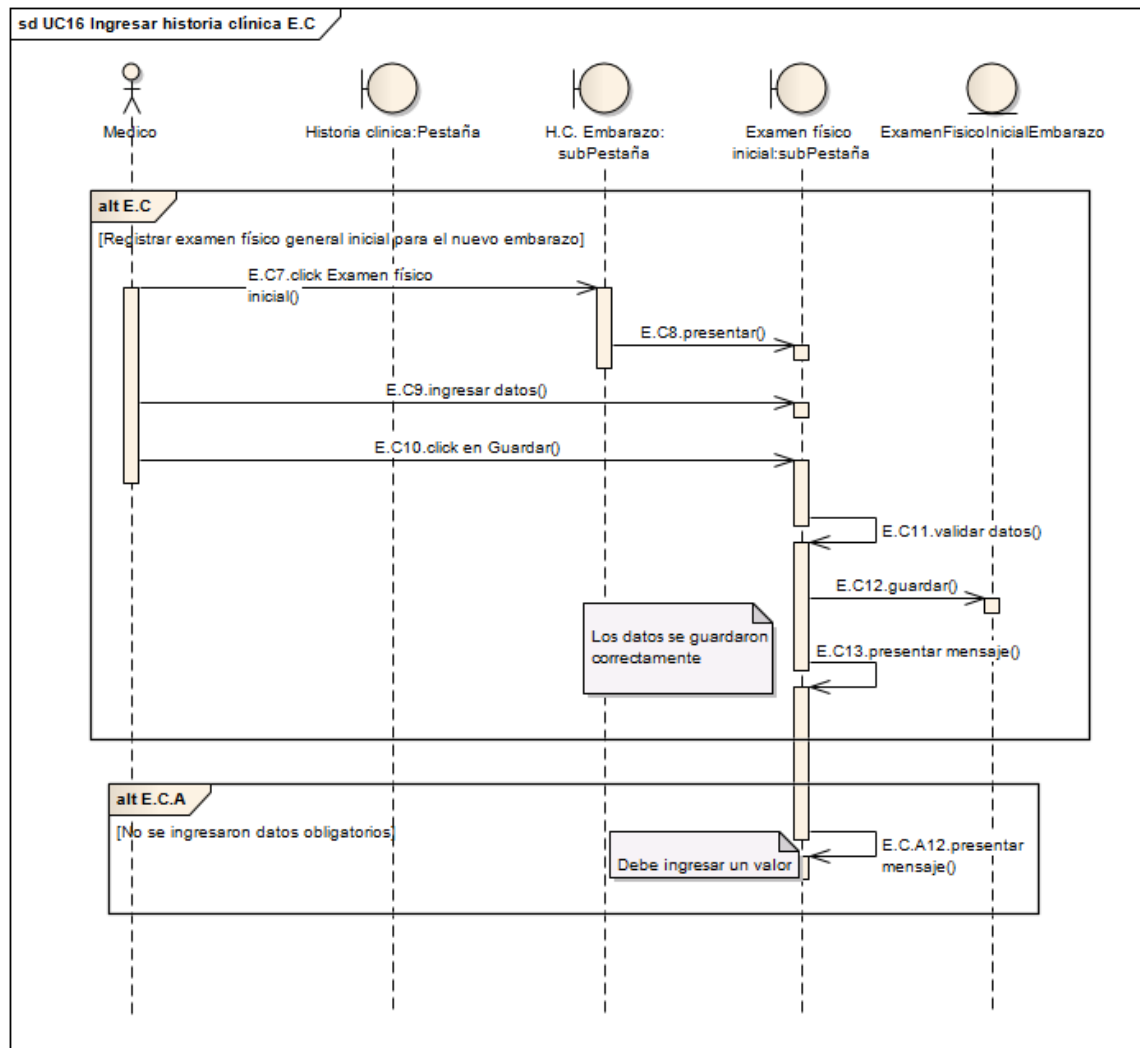 sd UC16 Ingresar historia clínica E.C
Medico
Historia clinica:Pestaña
H.C. Embarazo:
subPestaña
Examen físico
inicial:subPestaña
ExamenFisicoInicialEmbarazo
alt E.C
[Registrar examen físico general inicial para el nuevo embarazo]
E.C7.click Examen físico
inicial()
E.C8.presentar()
E.C9.ingresar datos()
E.C10.click en Guardar()
E.C11.validar datos()
E.C12.guardar()
Los datos se guardaron
correctamente
E.C13.presentar mensaje()
alt E.C.A
[No se ingresaron datos obligatorios]
E.C.A12.presentar
mensaje()
Debe ingresar un valor